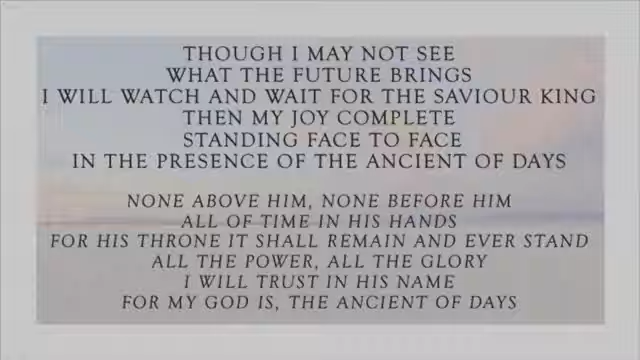 THOUGH I MAY NOT SEE
WHAT THE FUTURE BRINGS
I WILL WATCH AND WAIT FOR THE SAVIOUR KING
THEN MY JOY COMPLETE
STANDING FACE TO FACE
IN THE PRESENCE OF THE ANCIENT OF DAYS
NONE ABOVE HIM, NONE BEFORE HIM
ALL OF TIME IN HIS HANDS
FOR HIS THRONE IT SHALL REMAIN AND EVER STAND
ALL THE POWER, ALL THE GLORY
I WILL TRUST IN HIS NAME
FOR MY GOD IS, THE ANCIENT OF DAYS